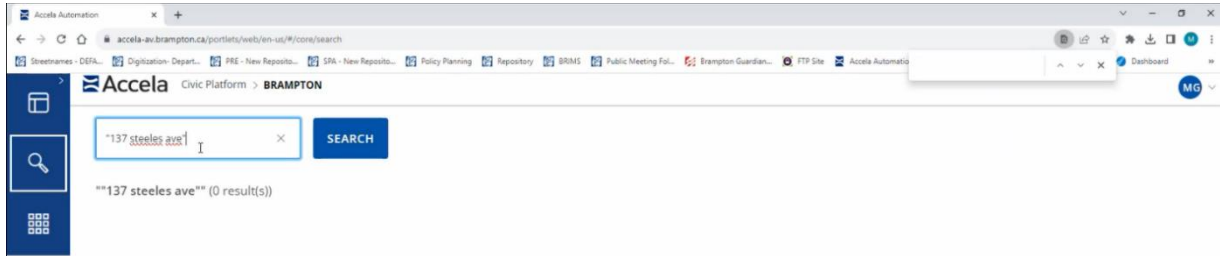 Accela Automation
accela-av.brampton.ca/portlets/web/en-us/#/core/search
Streetnames - DEFA... Digitization- Depart... PRE - New Reposito... SPA - New Reposito... Policy Planning Repository BRIMS Public Meeting Fol... Brampton Guardian... FTP Site Accela Automatio Dashboard »
Accela Civic Platform > BRAMPTON MG
"137 steeles ave" SEARCH
""137 steeles ave"" (0 result(s))